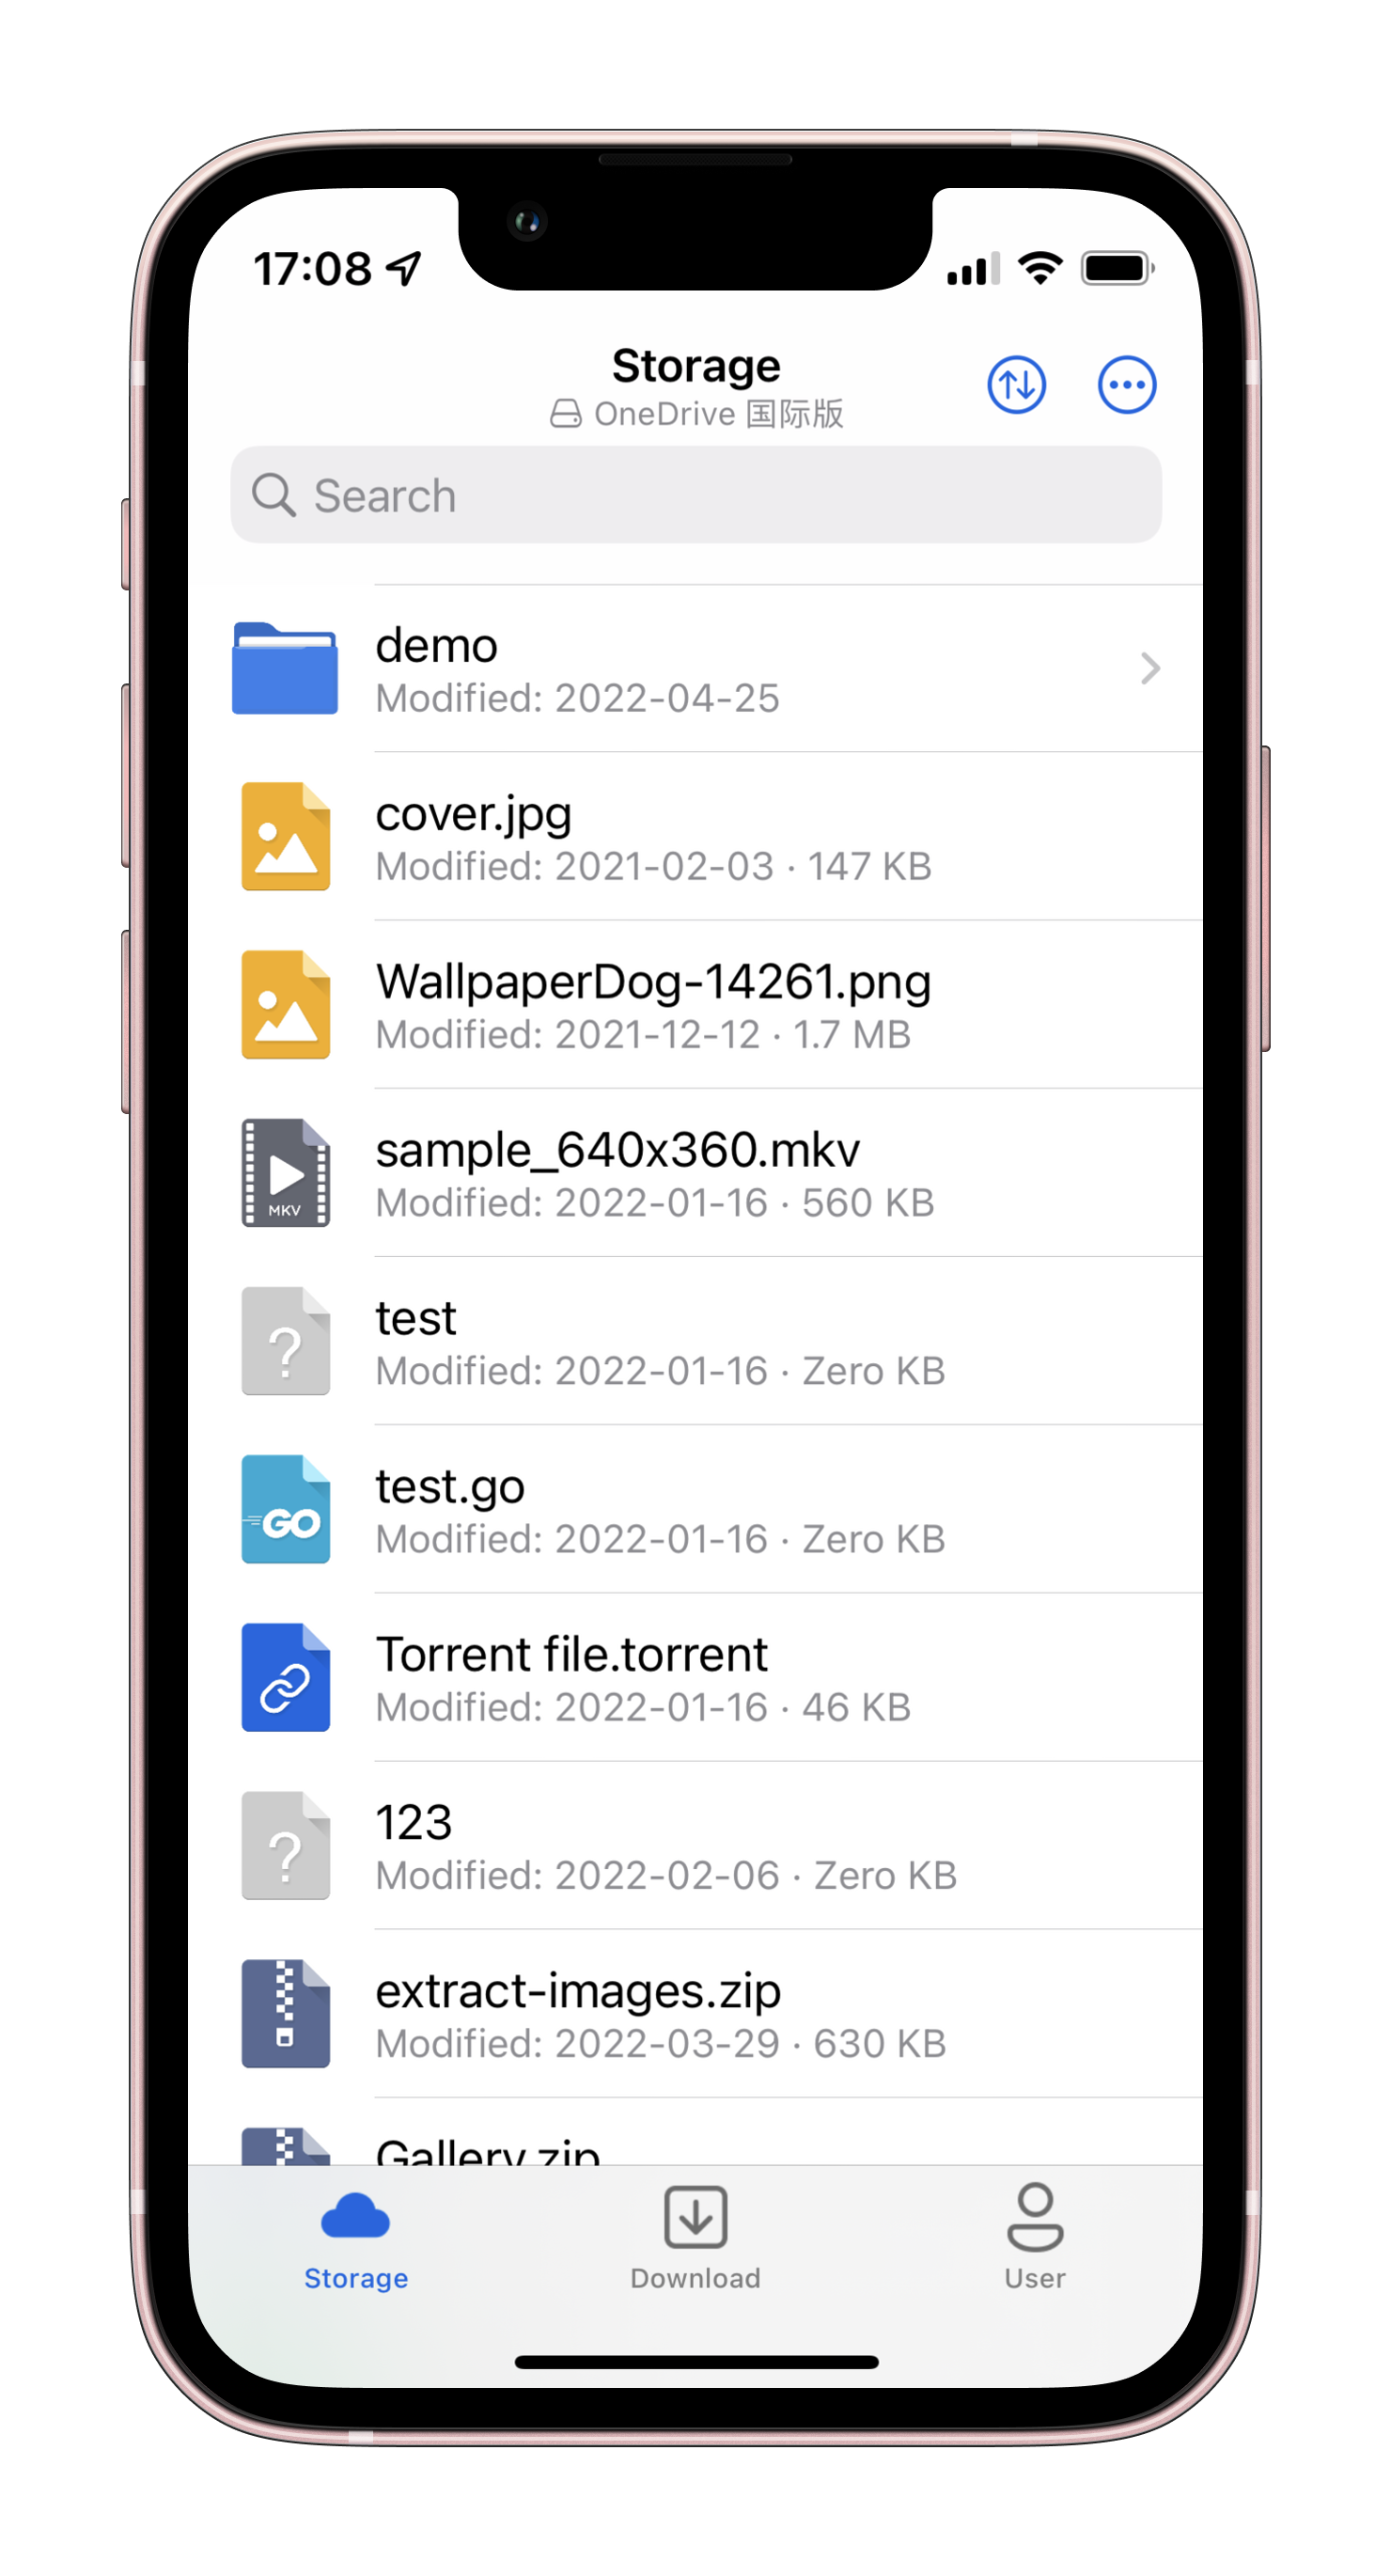 17:08
Storage
OneDrive 国际版
Search
demo
Modified: 2022-04-25
cover.jpg
Modified: 2021-02-03 · 147 KB
WallpaperDog-14261.png
Modified: 2021-12-12 · 1.7 MB
sample_640x360.mkv
Modified: 2022-01-16 · 560 KB
MKV
test
Modified: 2022-01-16 · Zero KB
?
test.go
Modified: 2022-01-16 · Zero KB
GO
Torrent file.torrent
Modified: 2022-01-16 · 46 KB
123
Modified: 2022-02-06 · Zero KB
?
extract-images.zip
Modified: 2022-03-29 · 630 KB
Gallery.zip
Storage
Download
User